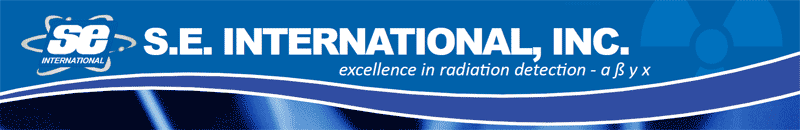 se
INTERNATIONAL
S.E. INTERNATIONAL, INC.
excellence in radiation detection - a ß y x